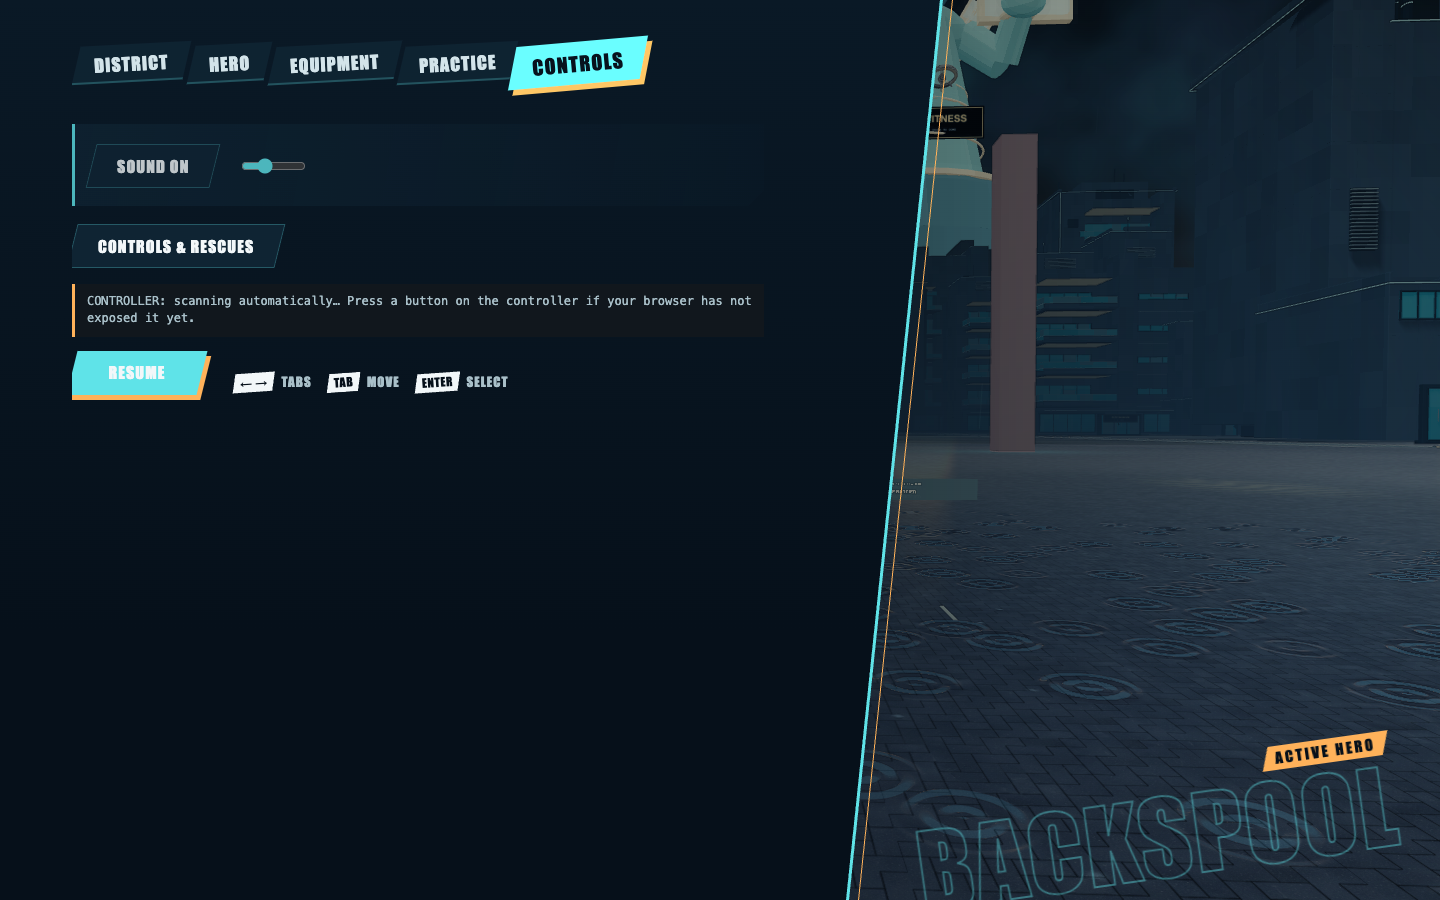 DISTRICT
HERO
EQUIPMENT
PRACTICE
CONTROLS
SOUND ON
CONTROLS & RESCUES
CONTROLLER: scanning automatically… Press a button on the controller if your browser has not
exposed it yet.
RESUME
←→ TABS TAB MOVE ENTER SELECT
ACTIVE HERO
BACKSPOOL